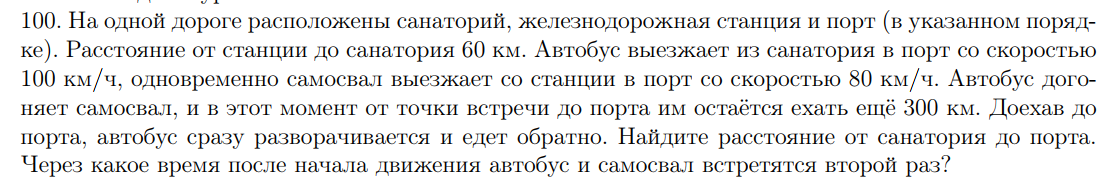 100. На одной дороге расположены санаторий, железнодорожная станция и порт (в указанном поряд-
ке). Расстояние от станции до санатория 60 км. Автобус выезжает из санатория в порт со скоростью
100 км/ч, одновременно самосвал выезжает со станции в порт со скоростью 80 км/ч. Автобус дого-
няет самосвал, и в этот момент от точки встречи до порта им остаётся ехать ещё 300 км. Доехав до
порта, автобус сразу разворачивается и едет обратно. Найдите расстояние от санатория до порта.
Через какое время после начала движения автобус и самосвал встретятся второй раз?